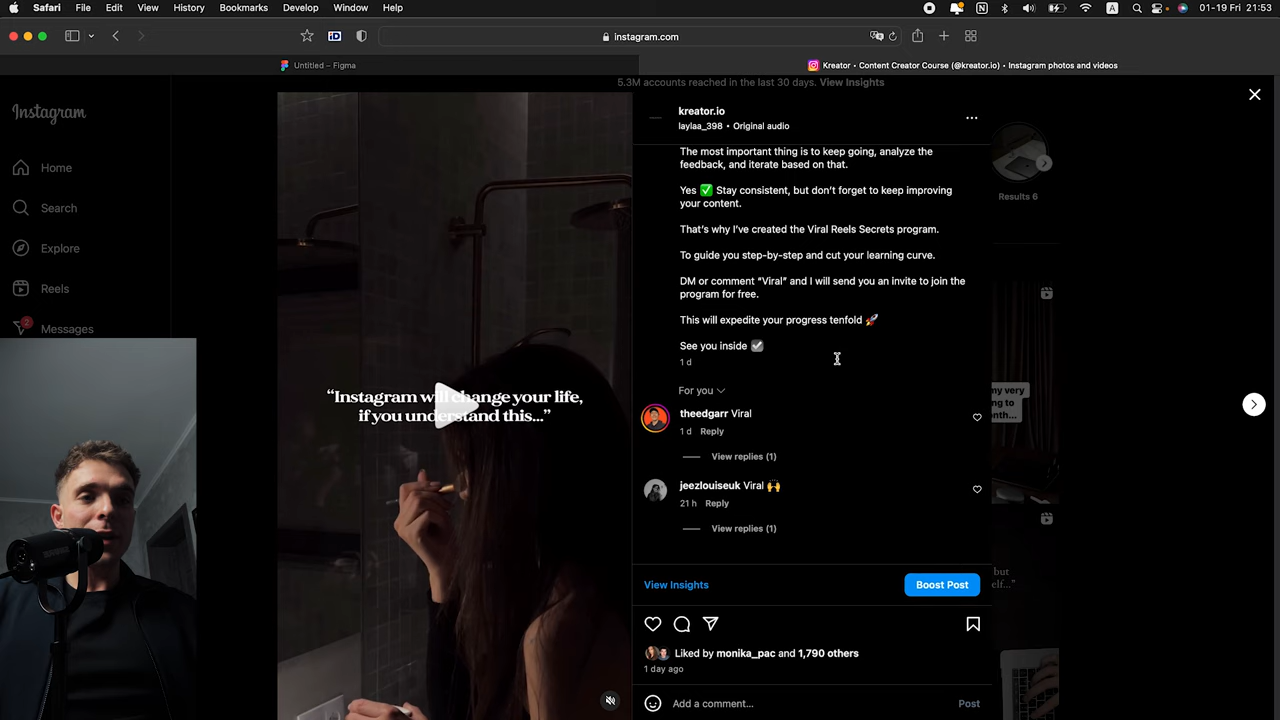 Safari File Edit View History Bookmarks Develop Window Help A 01-19 Fri 21:53
instagram.com
Untitled – Figma
Kreator • Content Creator Course (@kreator.io) • Instagram photos and videos
5.3M accounts reached in the last 30 days. View Insights
Instagram
Home
Search
Explore
Reels
2
Messages
“Instagram will change your life,
if you understand this...”
kreator.io
laylaa_398 • Original audio
The most important thing is to keep going, analyze the
feedback, and iterate based on that.
Yes ✅ Stay consistent, but don’t forget to keep improving
your content.
That’s why I’ve created the Viral Reels Secrets program.
To guide you step-by-step and cut your learning curve.
DM or comment “Viral” and I will send you an invite to join the
program for free.
This will expedite your progress tenfold 🚀
See you inside ☑️
1 d
For you
theedgarr Viral
1 d Reply
View replies (1)
jeezlouiseuk Viral 🙌
21 h Reply
View replies (1)
View Insights
Boost Post
Liked by monika_pac and 1,790 others
1 day ago
Add a comment...
Post
Results 6
my very
ng to
onth...
but
elf...”